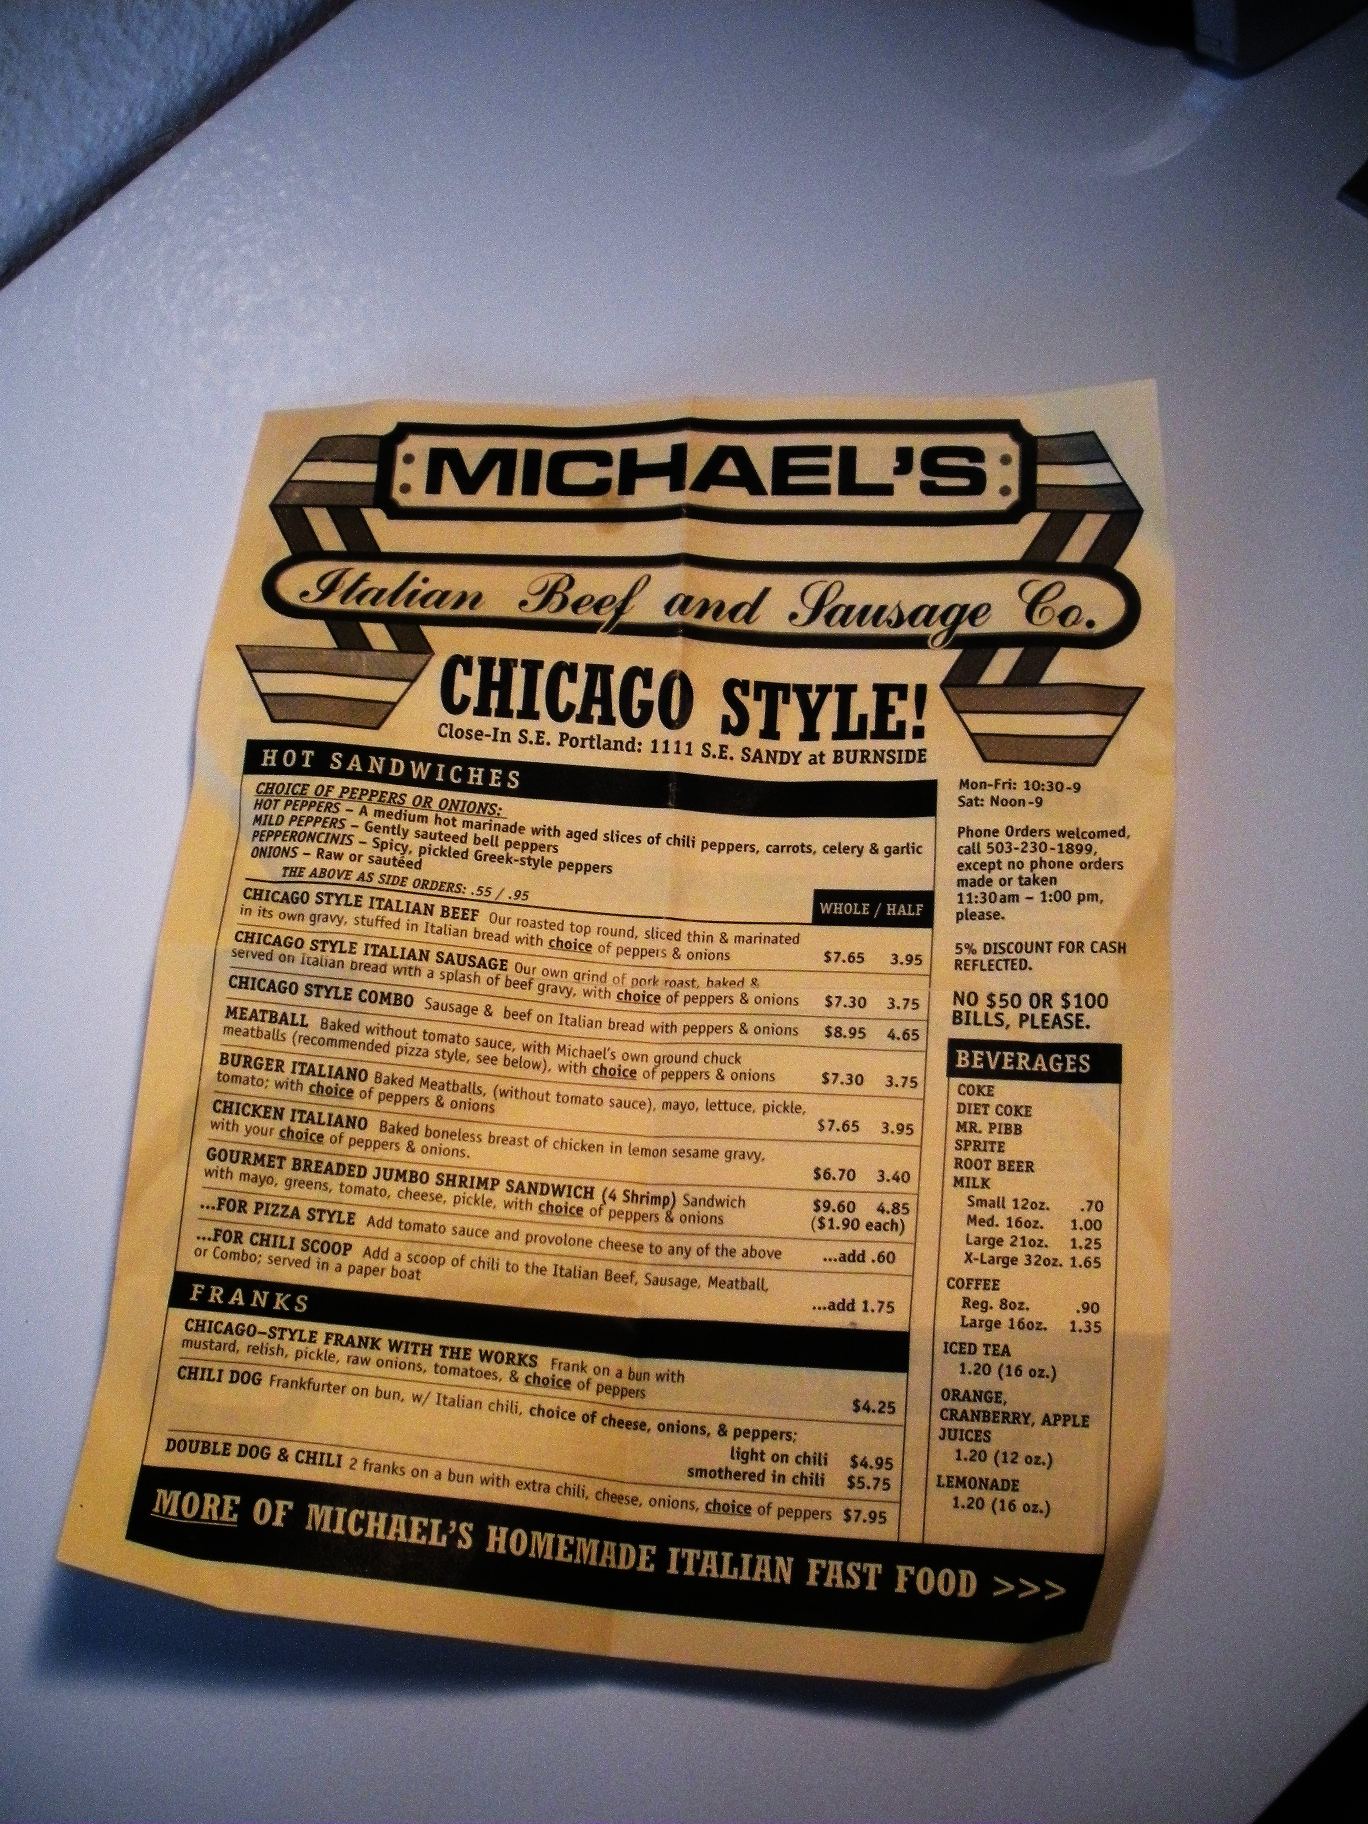 MICHAEL'S
Italian Beef and Sausage Co.
CHICAGO STYLE!
Close-In S.E. Portland: 1111 S.E. SANDY at BURNSIDE
HOT SANDWICHES
CHOICE OF PEPPERS OR ONIONS:
HOT PEPPERS – A medium hot marinade with aged slices of chili peppers, carrots, celery & garlic
MILD PEPPERS – Gently sauteed bell peppers
PEPPERONCINIS – Spicy, pickled Greek-style peppers
ONIONS – Raw or sautéed
THE ABOVE AS SIDE ORDERS: .55 / .95
WHOLE / HALF
CHICAGO STYLE ITALIAN BEEF Our roasted top round, sliced thin & marinated
in its own gravy, stuffed in Italian bread with choice of peppers & onions $7.65 3.95
CHICAGO STYLE ITALIAN SAUSAGE Our own grind of pork roast, baked &
served on Italian bread with a splash of beef gravy, with choice of peppers & onions $7.30 3.75
CHICAGO STYLE COMBO Sausage & beef on Italian bread with peppers & onions $8.95 4.65
MEATBALL Baked without tomato sauce, with Michael's own ground chuck
meatballs (recommended pizza style, see below), with choice of peppers & onions $7.30 3.75
BURGER ITALIANO Baked Meatballs, (without tomato sauce), mayo, lettuce, pickle,
tomato; with choice of peppers & onions $7.65 3.95
CHICKEN ITALIANO Baked boneless breast of chicken in lemon sesame gravy,
with your choice of peppers & onions. $6.70 3.40
GOURMET BREADED JUMBO SHRIMP SANDWICH (4 Shrimp) Sandwich $9.60 4.85
with mayo, greens, tomato, cheese, pickle, with choice of peppers & onions ($1.90 each)
...FOR PIZZA STYLE Add tomato sauce and provolone cheese to any of the above ...add .60
...FOR CHILI SCOOP Add a scoop of chili to the Italian Beef, Sausage, Meatball,
or Combo; served in a paper boat ...add 1.75
FRANKS
CHICAGO–STYLE FRANK WITH THE WORKS Frank on a bun with
mustard, relish, pickle, raw onions, tomatoes, & choice of peppers $4.25
CHILI DOG Frankfurter on bun, w/ Italian chili, choice of cheese, onions, & peppers;
light on chili $4.95
smothered in chili $5.75
DOUBLE DOG & CHILI 2 franks on a bun with extra chili, cheese, onions, choice of peppers $7.95
Mon-Fri: 10:30-9
Sat: Noon-9
Phone Orders welcomed,
call 503-230-1899,
except no phone orders
made or taken
11:30am – 1:00 pm,
please.
5% DISCOUNT FOR CASH
REFLECTED.
NO $50 OR $100
BILLS, PLEASE.
BEVERAGES
COKE
DIET COKE
MR. PIBB
SPRITE
ROOT BEER
MILK
Small 12oz. .70
Med. 16oz. 1.00
Large 21oz. 1.25
X-Large 32oz. 1.65
COFFEE
Reg. 8oz. .90
Large 16oz. 1.35
ICED TEA
1.20 (16 oz.)
ORANGE,
CRANBERRY, APPLE
JUICES
1.20 (12 oz.)
LEMONADE
1.20 (16 oz.)
MORE OF MICHAEL'S HOMEMADE ITALIAN FAST FOOD >>>